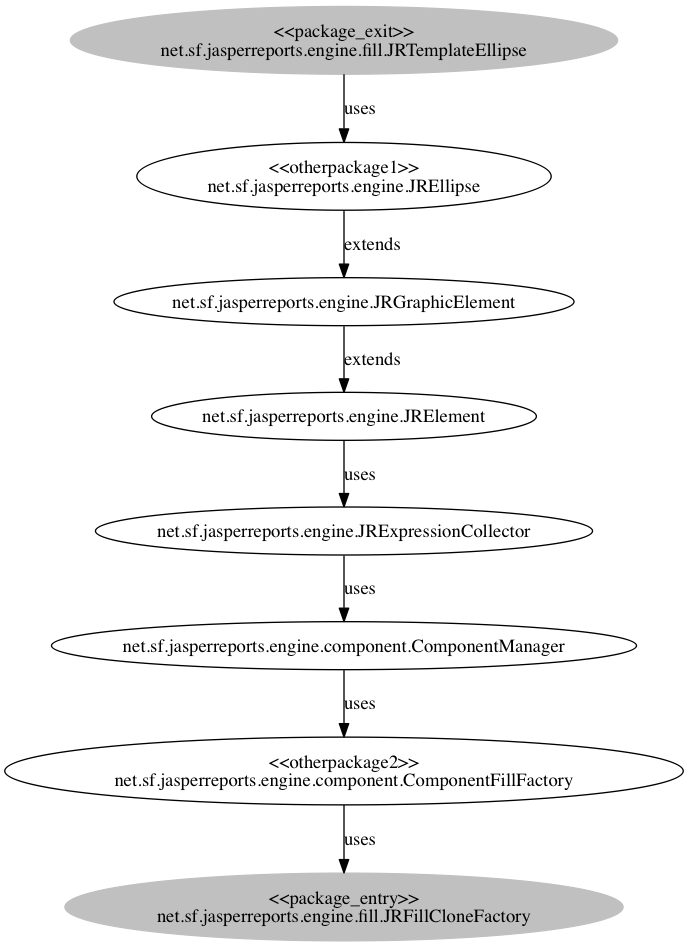 <<package_exit>>
net.sf.jasperreports.engine.fill.JRTemplateEllipse
uses
<<otherpackage1>>
net.sf.jasperreports.engine.JREllipse
extends
net.sf.jasperreports.engine.JRGraphicElement
extends
net.sf.jasperreports.engine.JRElement
uses
net.sf.jasperreports.engine.JRExpressionCollector
uses
net.sf.jasperreports.engine.component.ComponentManager
uses
<<otherpackage2>>
net.sf.jasperreports.engine.component.ComponentFillFactory
uses
<<package_entry>>
net.sf.jasperreports.engine.fill.JRFillCloneFactory